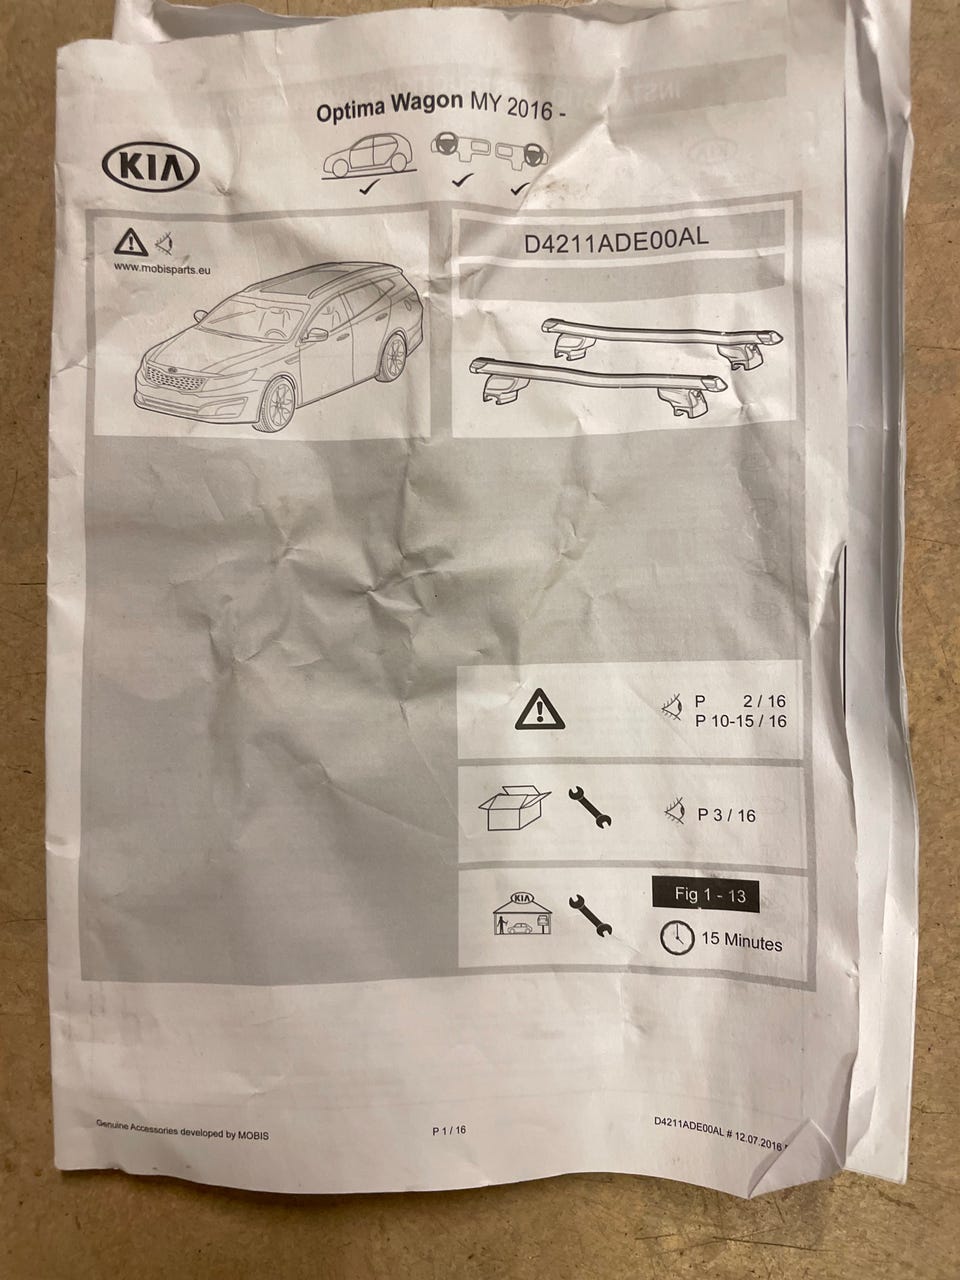 Optima Wagon MY 2016 -
KIA
www.mobisparts.eu
D4211ADE00AL
P 2 / 16
P 10-15 / 16
P 3 / 16
KIA
Fig 1 - 13
15 Minutes
Genuine Accessories developed by MOBIS
P 1 / 16
D4211ADE00AL # 12.07.2016